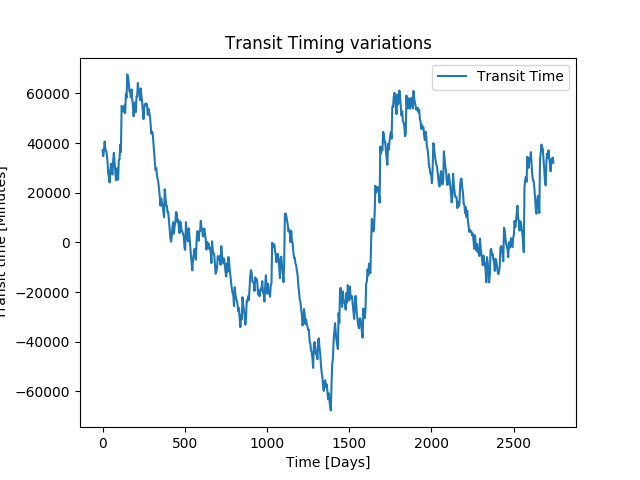 Transit Timing variations
Transit Time
60000
40000
20000
0
−20000
−40000
−60000
Transit time [Minutes]
0 500 1000 1500 2000 2500
Time [Days]